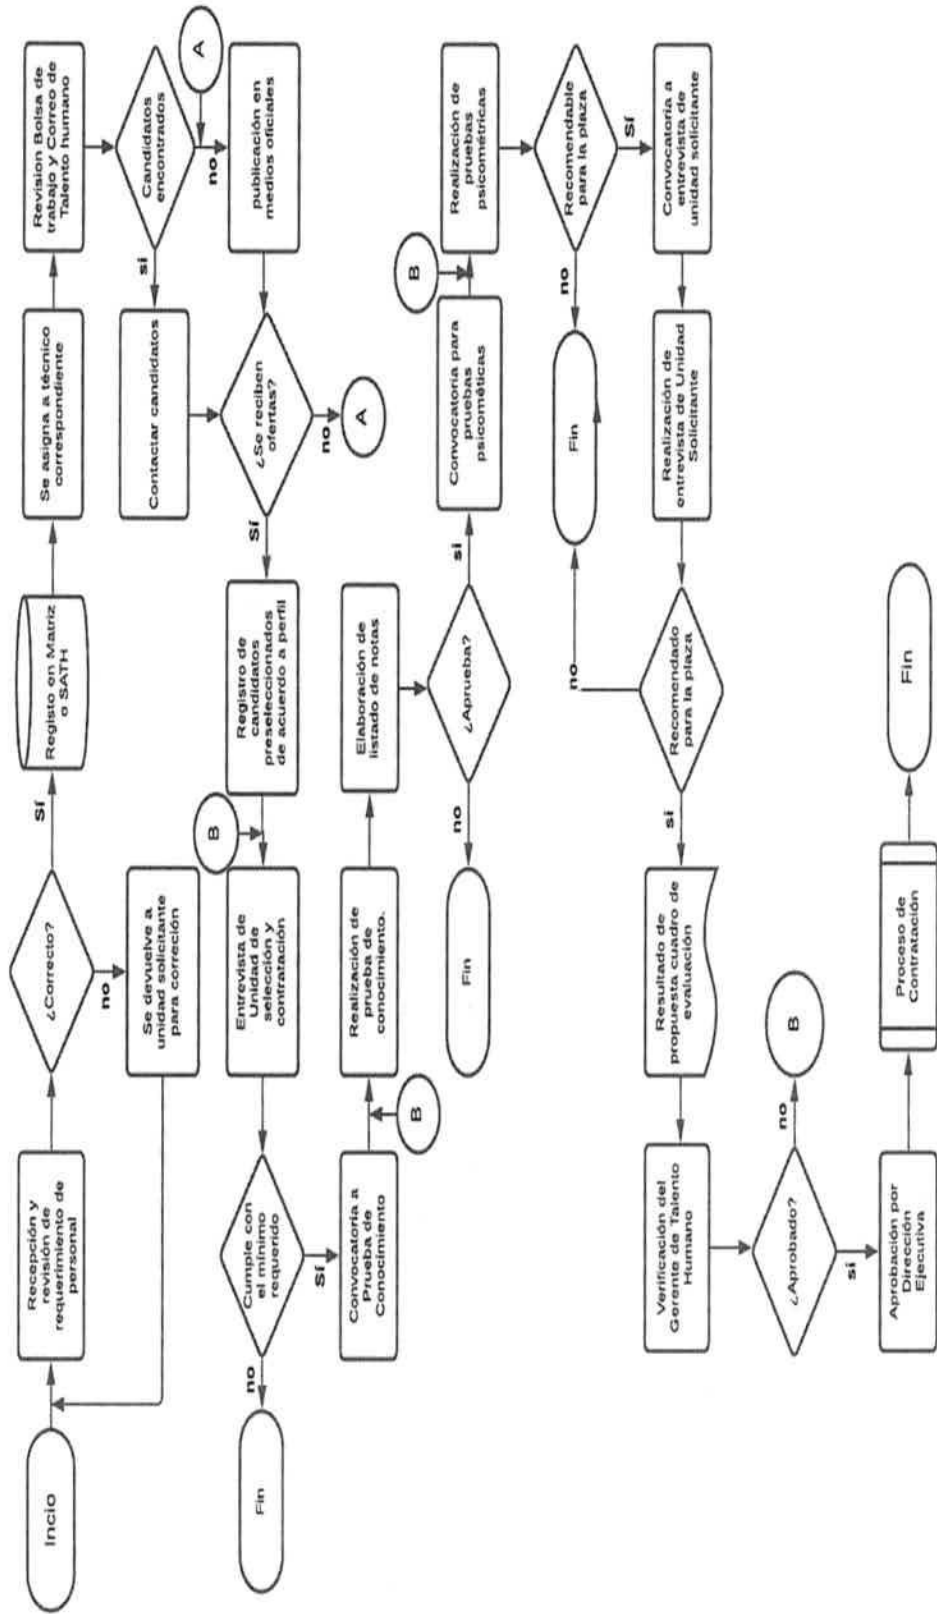 Incio
Recepción y
revisión de
requerimiento de
personal
¿Correcto?
Sí
no
Se devuelve a
unidad solicitante
para correción
Registo en Matriz
o SATH
Se asigna a técnico
correspondiente
Revision Bolsa de
trabajo y Correo de
Talento humano
Candidatos
encontrados
si
no
A
Contactar candidatos
publicación en
medios oficiales
¿Se reciben
ofertas?
no
A
Sí
Registro de
candidatos
preseleccionados
de acuerdo a perfil
B
Entrevista de
Unidad de
selección y
contratación
Cumple con
el mínimo
requerido
no
Fin
Sí
Convocatoria a
Prueba de
Conocimiento
B
Realización de
prueba de
conocimiento.
Elaboración de
listado de notas
¿Aprueba?
no
Fin
si
Convocatoria para
pruebas
psicométicas
B
Realización de
pruebas
psicométricas
Recomendable
para la plaza
no
Fin
Sí
Convocatoria a
entrevista de
unidad solicitante
Realización de
entrevista de Unidad
Solicitante
Recomendado
para la plaza
no
si
Resultado de
propuesta cuadro de
evaluación
Verificación del
Gerente de Talento
Humano
¿Aprobado?
no
B
si
Aprobación por
Dirección
Ejecutiva
Proceso de
Contratación
Fin